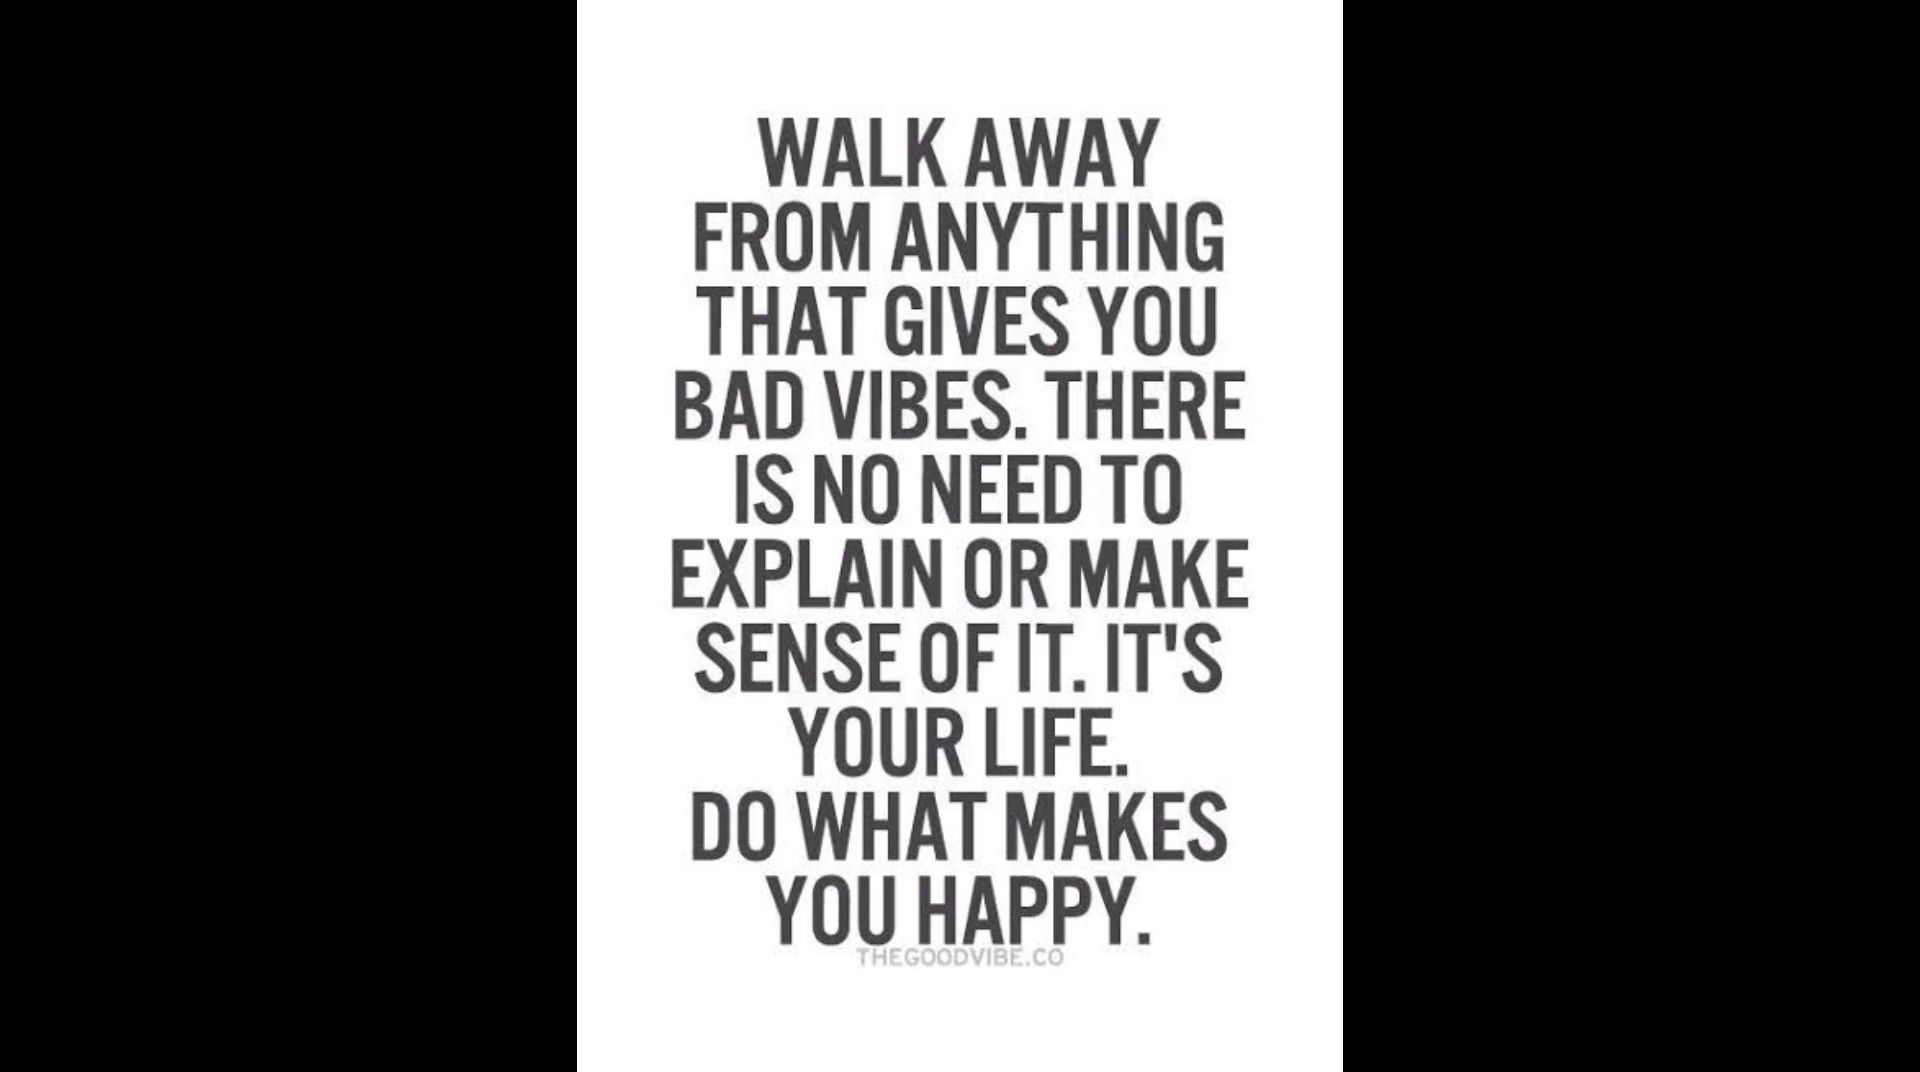 WALK AWAY
FROM ANYTHING
THAT GIVES YOU
BAD VIBES. THERE
IS NO NEED TO
EXPLAIN OR MAKE
SENSE OF IT. IT'S
YOUR LIFE.
DO WHAT MAKES
YOU HAPPY.
THEGOODVIBE.CO